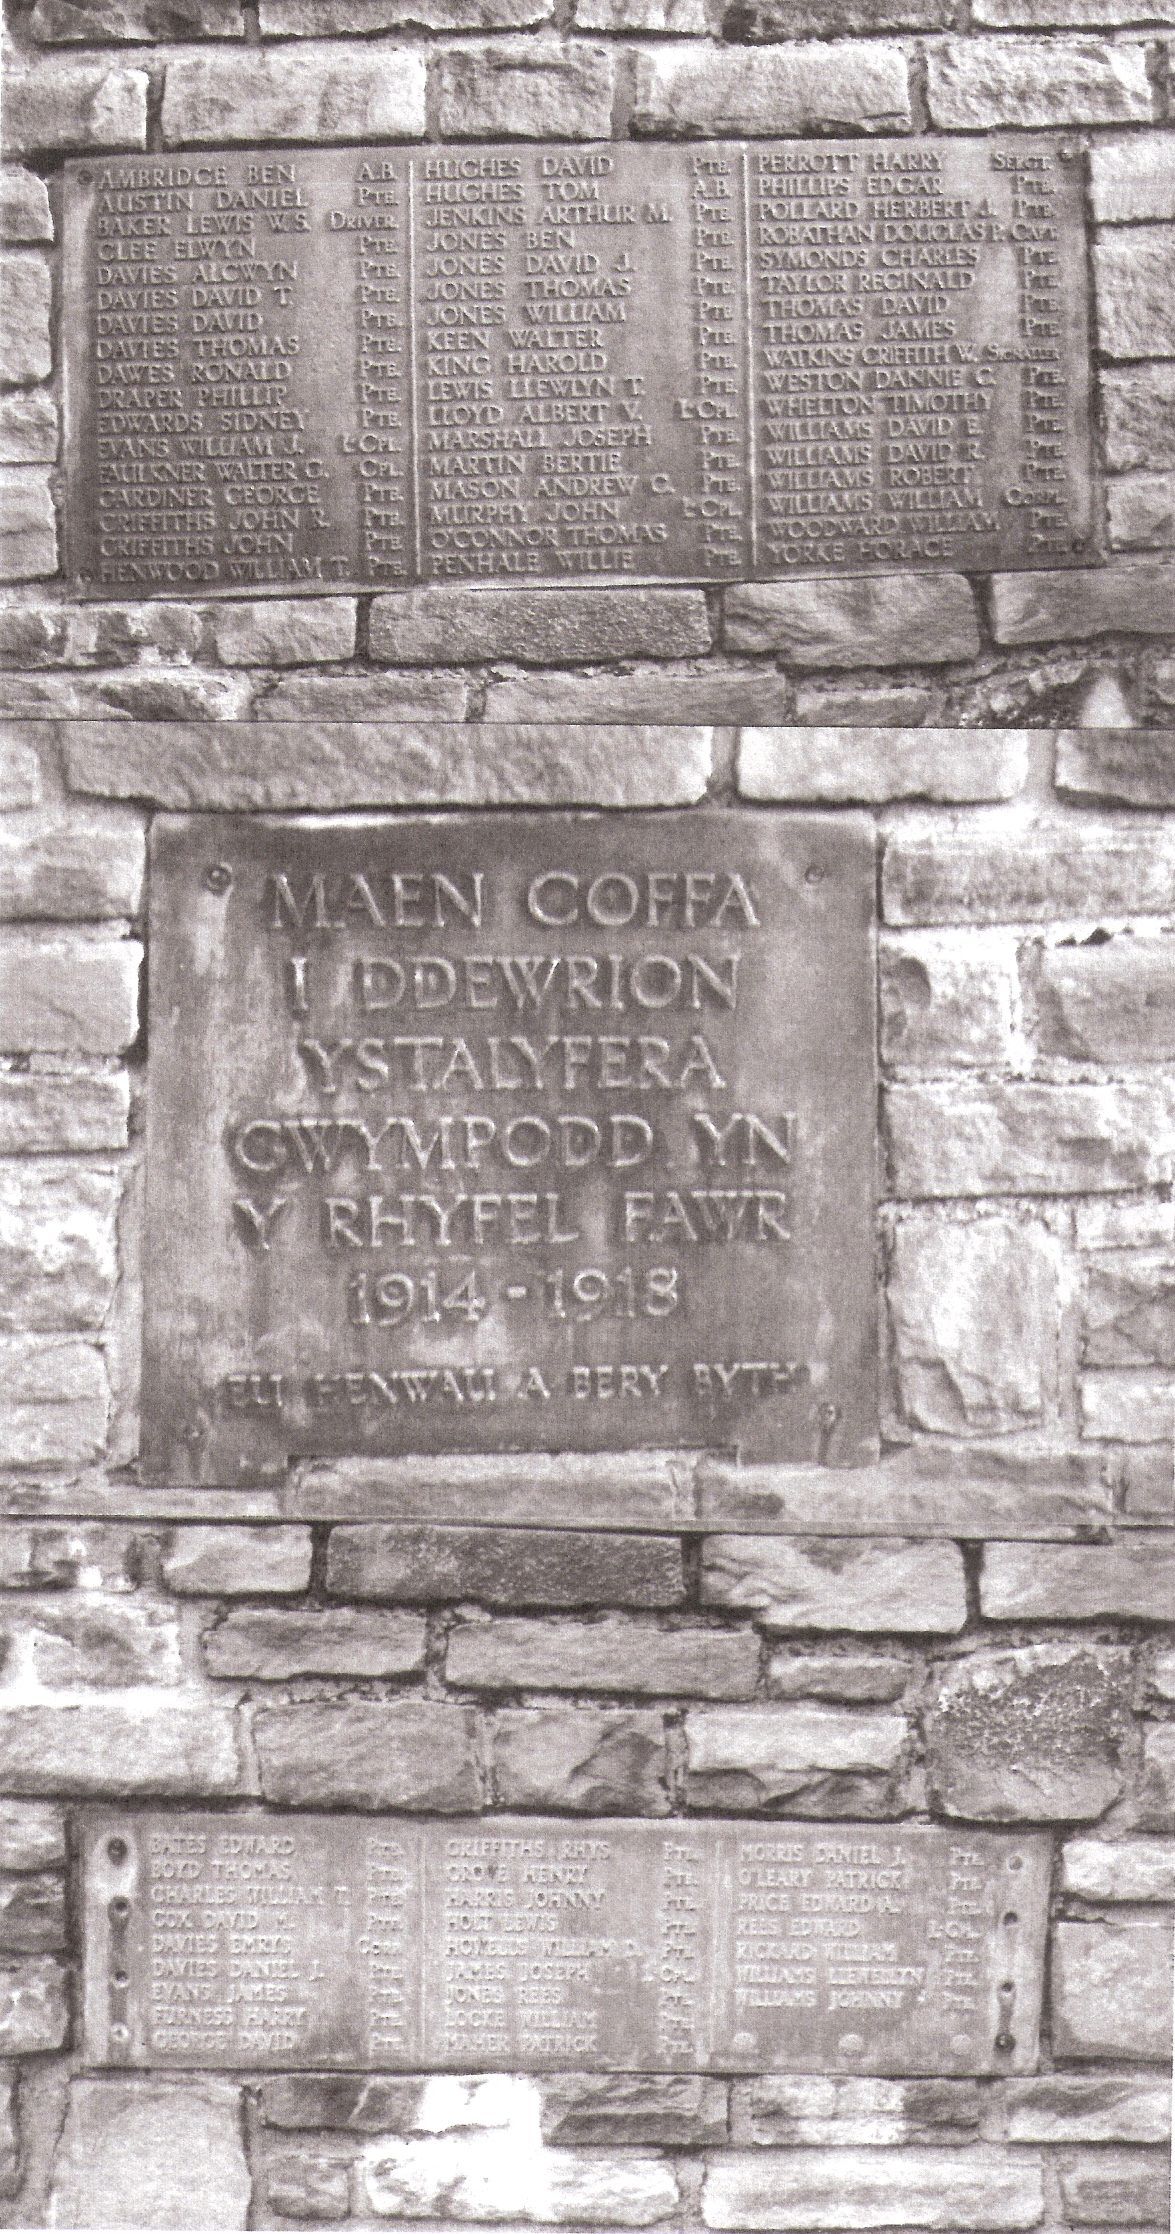 AMBRIDGE BEN A.B.
AUSTIN DANIEL PTE.
BAKER LEWIS W.S. DRIVER
CLEE ELWYN PTE.
DAVIES ALCWYN PTE.
DAVIES DAVID T. PTE.
DAVIES DAVID PTE.
DAVIES THOMAS PTE.
DAWES RONALD PTE.
DRAPER PHILLIP PTE.
EDWARDS SIDNEY PTE.
EVANS WILLIAM J. L-CPL.
FAULKNER WALTER G. CPL.
GARDINER GEORGE PTE.
GRIFFITHS JOHN R. PTE.
GRIFFITHS JOHN PTE.
HENWOOD WILLIAM T. PTE.
HUGHES DAVID PTE.
HUGHES TOM A.B.
JENKINS ARTHUR M. PTE.
JONES BEN PTE.
JONES DAVID J. PTE.
JONES THOMAS PTE.
JONES WILLIAM PTE.
KEEN WALTER PTE.
KING HAROLD PTE.
LEWIS LLEWLYN T. PTE.
LLOYD ALBERT V. L-CPL.
MARSHALL JOSEPH PTE.
MARTIN BERTIE PTE.
MASON ANDREW G. PTE.
MURPHY JOHN L-CPL.
O'CONNOR THOMAS PTE.
PENHALE WILLIE PTE.
PERROTT HARRY SERGT.
PHILLIPS EDGAR PTE.
POLLARD HERBERT J. PTE.
ROBATHAN DOUGLAS P. CAPT.
SYMONDS CHARLES PTE.
TAYLOR REGINALD PTE.
THOMAS DAVID PTE.
THOMAS JAMES PTE.
WATKINS GRIFFITH W. SIGNALLER
WESTON DANNIE G. PTE.
WHELTON TIMOTHY PTE.
WILLIAMS DAVID E. PTE.
WILLIAMS DAVID R. PTE.
WILLIAMS ROBERT PTE.
WILLIAMS WILLIAM CORPL.
WOODWARD WILLIAM PTE.
YORKE HORACE PTE.
MAEN COFFA
I DDEWRION
YSTALYFERA
GWYMPODD YN
Y RHYFEL FAWR
1914 - 1918
EU HENWAU A BERY BYTH
BATES EDWARD PTE.
BOYD THOMAS PTE.
CHARLES WILLIAM T. PTE.
COX DAVID M. PTE.
DAVIES EMRYS
DAVIES DANIEL J. PTE.
EVANS JAMES PTE.
FURNESS HARRY PTE.
GEORGE DAVID PTE.
GRIFFITHS RHYS PTE.
GROVE HENRY PTE.
HARRIS JOHNNY PTE.
HOLT LEWIS PTE.
WILLIAM PTE.
JAMES JOSEPH L-CPL.
JONES REES PTE.
LOCKE WILLIAM PTE.
MAHER PATRICK PTE.
MORRIS DANIEL J. PTE.
O'LEARY PATRICK PTE.
PRICE EDWARD A. PTE.
REES EDWARD L-CPL.
RICKARD WILLIAM PTE.
WILLIAMS LLEWELLYN PTE.
WILLIAMS JOHNNY PTE.